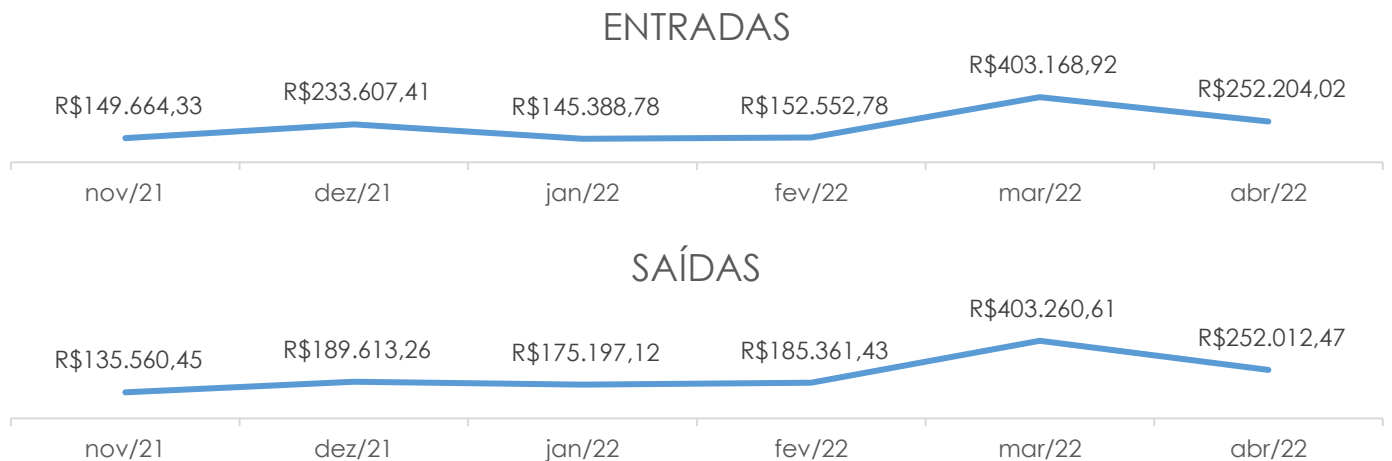 ENTRADAS
R$149.664,33 R$233.607,41 R$145.388,78 R$152.552,78 R$403.168,92 R$252.204,02
nov/21 dez/21 jan/22 fev/22 mar/22 abr/22
SAÍDAS
R$135.560,45 R$189.613,26 R$175.197,12 R$185.361,43 R$403.260,61 R$252.012,47
nov/21 dez/21 jan/22 fev/22 mar/22 abr/22